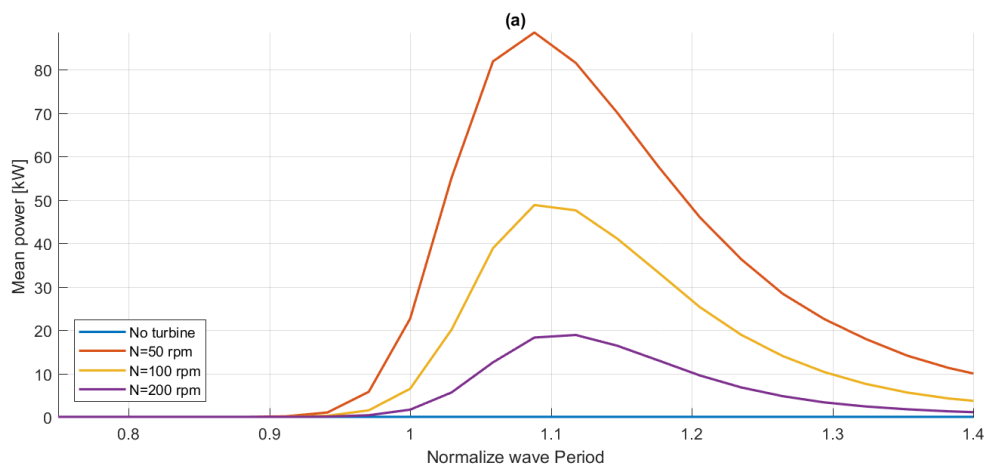 (a)
Mean power [kW]
80
70
60
50
40
30
20
10
0
No turbine
N=50 rpm
N=100 rpm
N=200 rpm
0.8
0.9
1
1.1
1.2
1.3
1.4
Normalize wave Period